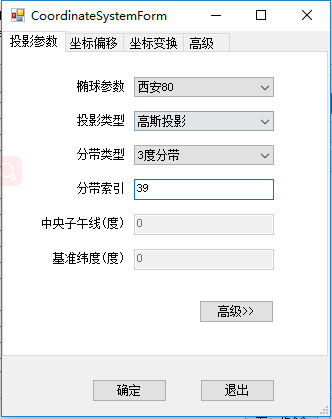 CoordinateSystemForm
投影参数 坐标偏移 坐标变换 高级
椭球参数 西安80
投影类型 高斯投影
分带类型 3度分带
分带索引 39
中央子午线(度) 0
基准纬度(度) 0
高级>>
确定 退出